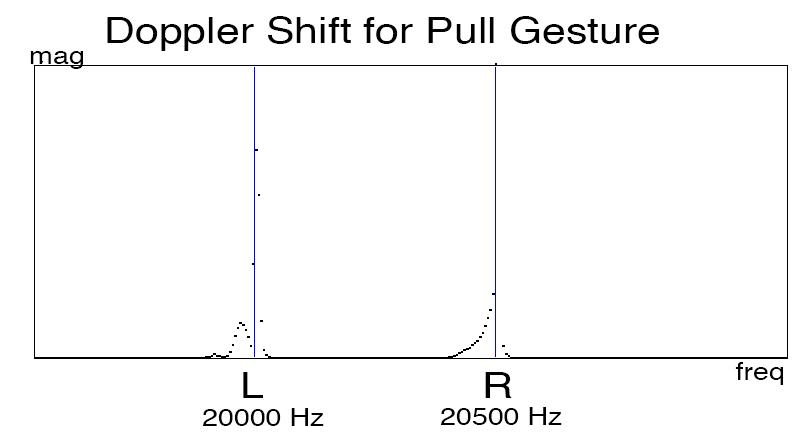 Doppler Shift for Pull Gesture
mag
freq
L R
20000 Hz 20500 Hz